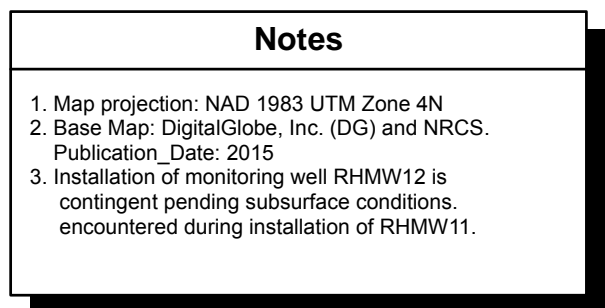 Notes
1. Map projection: NAD 1983 UTM Zone 4N
2. Base Map: DigitalGlobe, Inc. (DG) and NRCS.
Publication_Date: 2015
3. Installation of monitoring well RHMW12 is
contingent pending subsurface conditions.
encountered during installation of RHMW11.